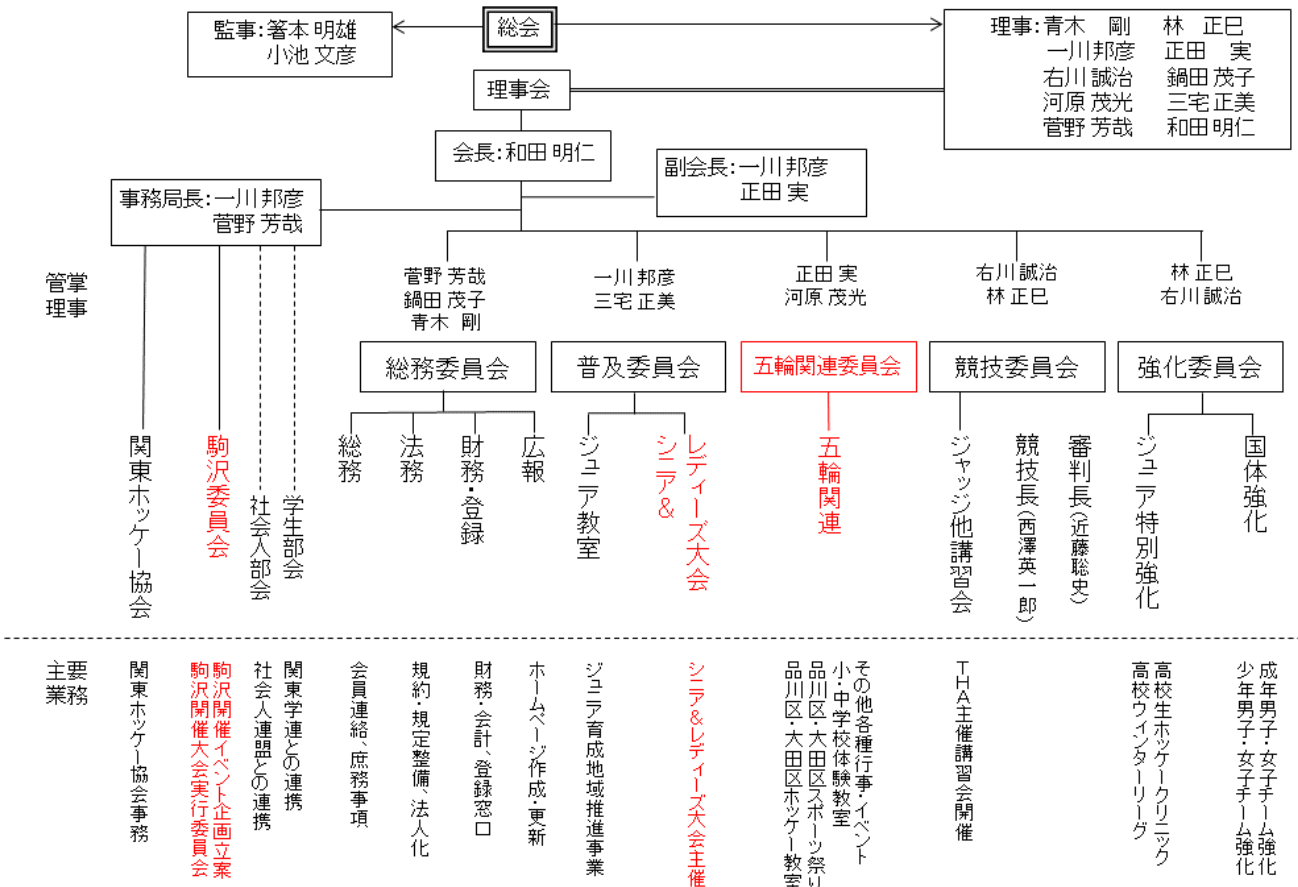 監事:箸本 明雄
小池 文彦
総会
理事:青木 剛 林 正巳
一川邦彦 正田 実
右川 誠治 鍋田 茂子
河原 茂光 三宅 正美
菅野 芳哉 和田 明仁
理事会
会長:和田 明仁
副会長:一川 邦彦
正田 実
事務局長:一川 邦彦
菅野 芳哉
管掌
理事
菅野 芳哉
鍋田 茂子
青木 剛
一川 邦彦
三宅 正美
正田 実
河原 茂光
右川 誠治
林 正巳
林 正巳
右川 誠治
総務委員会
普及委員会
五輪関連委員会
競技委員会
強化委員会
関東ホッケー協会
駒沢委員会
社会人部会
学生部会
総務
法務
財務・登録
広報
ジュニア教室
レディーズ大会
シニア&
五輪関連
ジャッジ他講習会
競技長(西澤英一郎)
審判長(近藤聡史)
ジュニア特別強化
国体強化
主要
業務
関東ホッケー協会事務
駒沢開催イベント企画立案
駒沢開催大会実行委員会
社会人連盟との連携
関東学連との連携
会員連絡、庶務事項
規約・規定整備、法人化
財務・会計、登録窓口
ホームページ作成・更新
ジュニア育成地域推進事業
シニア&レディーズ大会主催
その他各種行事・イベント
小・中学校体験教室
品川区・大田区スポーツ祭り
品川区・大田区ホッケー教室
THA主催講習会開催
高校生ホッケークリニック
高校ウィンターリーグ
成年男子・女子チーム強化
少年男子・女子チーム強化